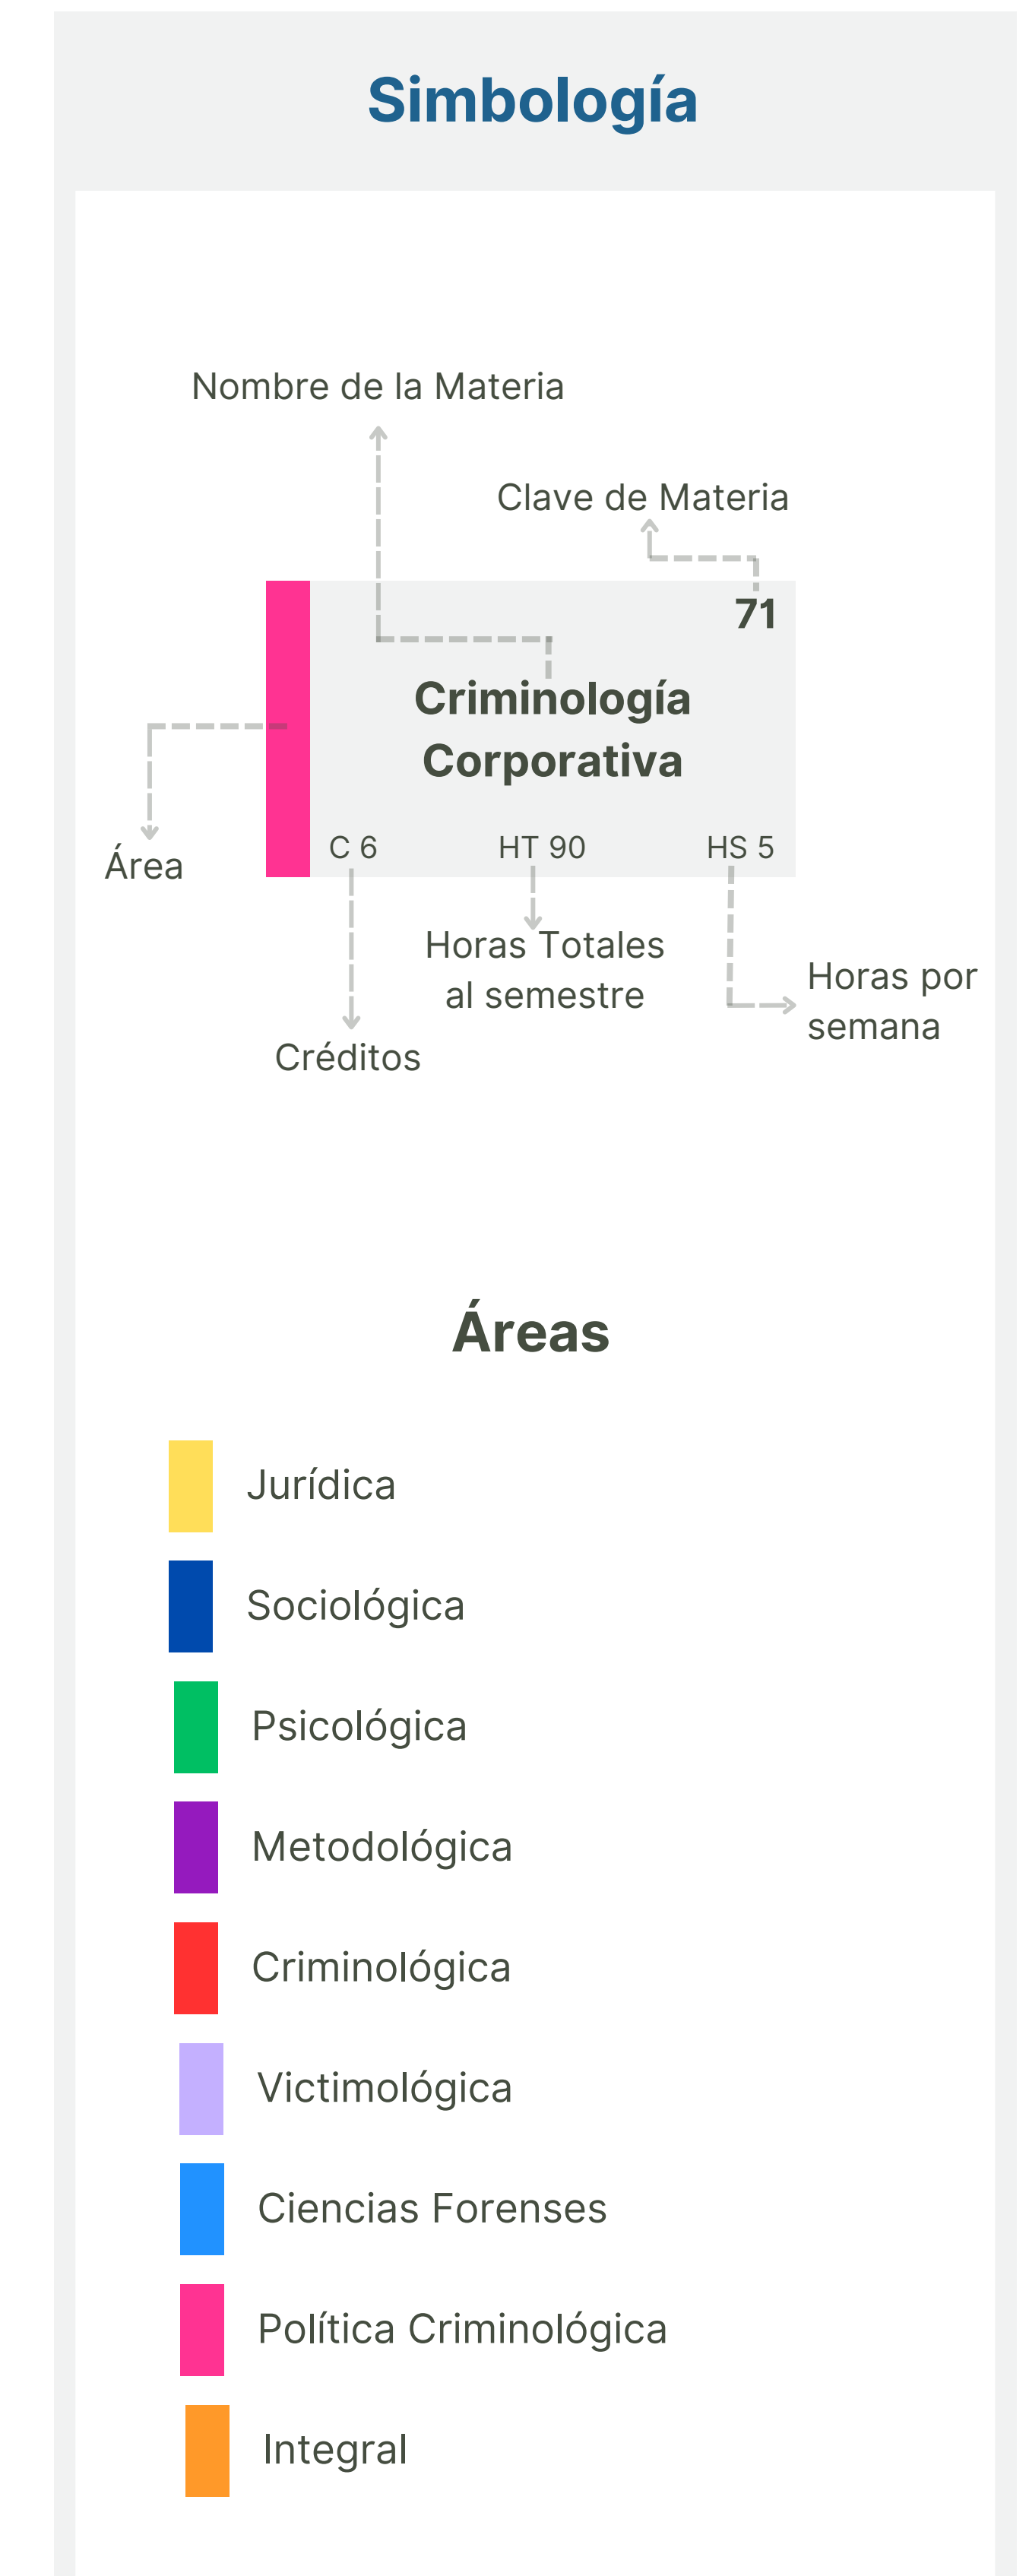 Simbología
Nombre de la Materia
Clave de Materia
71
Criminología
Corporativa
C 6
HT 90
HS 5
Área
Horas Totales
al semestre
Horas por
semana
Créditos
Áreas
Jurídica
Sociológica
Psicológica
Metodológica
Criminológica
Victimológica
Ciencias Forenses
Política Criminológica
Integral